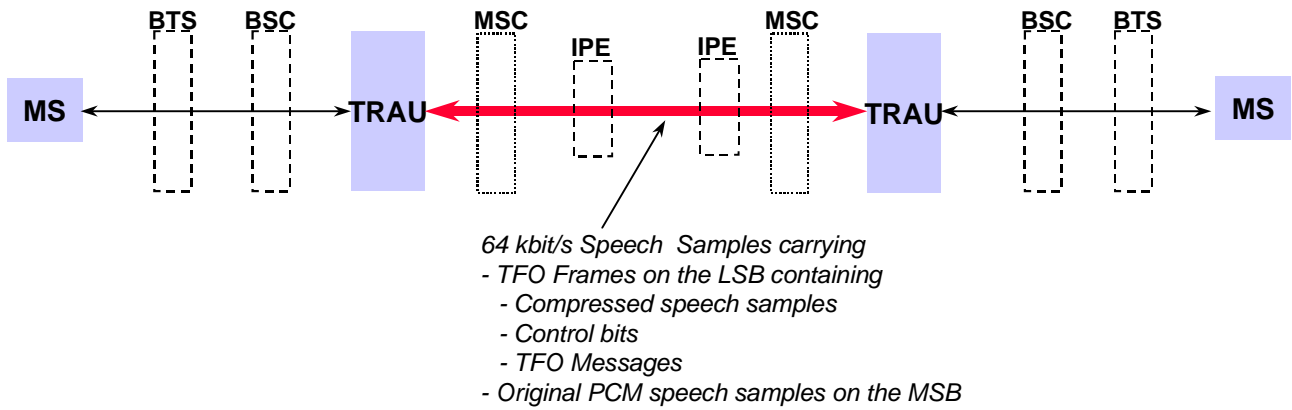 BTS BSC MSC IPE IPE MSC BSC BTS
MS TRAU TRAU MS
64 kbit/s Speech Samples carrying
- TFO Frames on the LSB containing
- Compressed speech samples
- Control bits
- TFO Messages
- Original PCM speech samples on the MSB